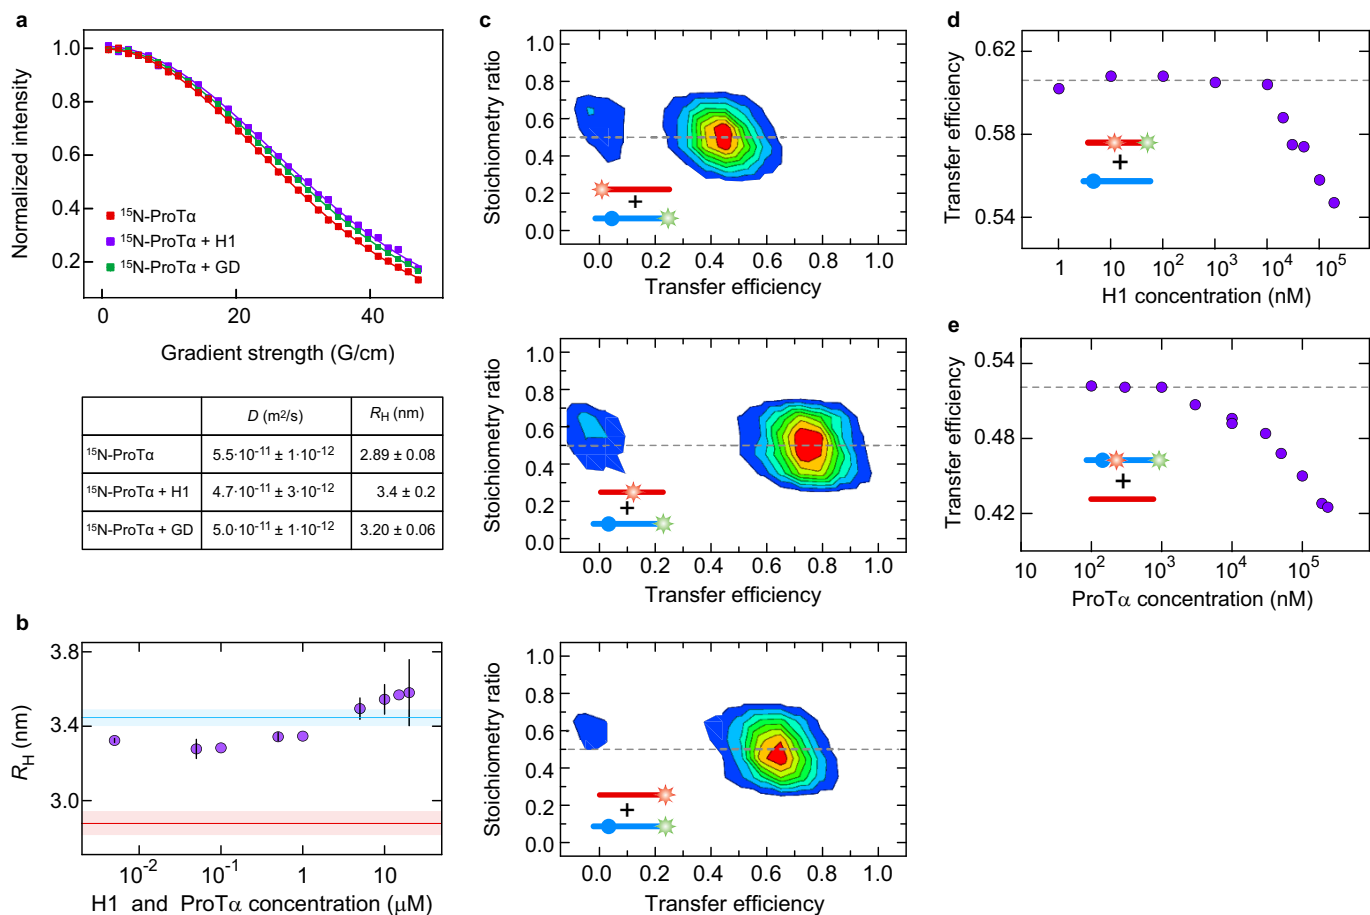 a
Normalized intensity
1.0
0.8
0.6
0.4
0.2
¹⁵N-ProTα
¹⁵N-ProTα + H1
¹⁵N-ProTα + GD
0 20 40
Gradient strength (G/cm)
D (m²/s) R_H (nm)
¹⁵N-ProTα 5.5·10⁻¹¹ ± 1·10⁻¹² 2.89 ± 0.08
¹⁵N-ProTα + H1 4.7·10⁻¹¹ ± 3·10⁻¹² 3.4 ± 0.2
¹⁵N-ProTα + GD 5.0·10⁻¹¹ ± 1·10⁻¹² 3.20 ± 0.06
b
R_H (nm)
3.8
3.4
3.0
10⁻² 10⁻¹ 1 10
H1 and ProTα concentration (μM)
c
Stoichiometry ratio
1.0
0.8
0.6
0.4
0.2
0.0
+
0.0 0.2 0.4 0.6 0.8 1.0
Transfer efficiency
Stoichiometry ratio
1.0
0.8
0.6
0.4
0.2
0.0
+
0.0 0.2 0.4 0.6 0.8 1.0
Transfer efficiency
Stoichiometry ratio
1.0
0.8
0.6
0.4
0.2
0.0
+
0.0 0.2 0.4 0.6 0.8 1.0
Transfer efficiency
d
Transfer efficiency
0.62
0.58
0.54
+
1 10 10² 10³ 10⁴ 10⁵
H1 concentration (nM)
e
Transfer efficiency
0.54
0.48
0.42
+
10 10² 10³ 10⁴ 10⁵
ProTα concentration (nM)